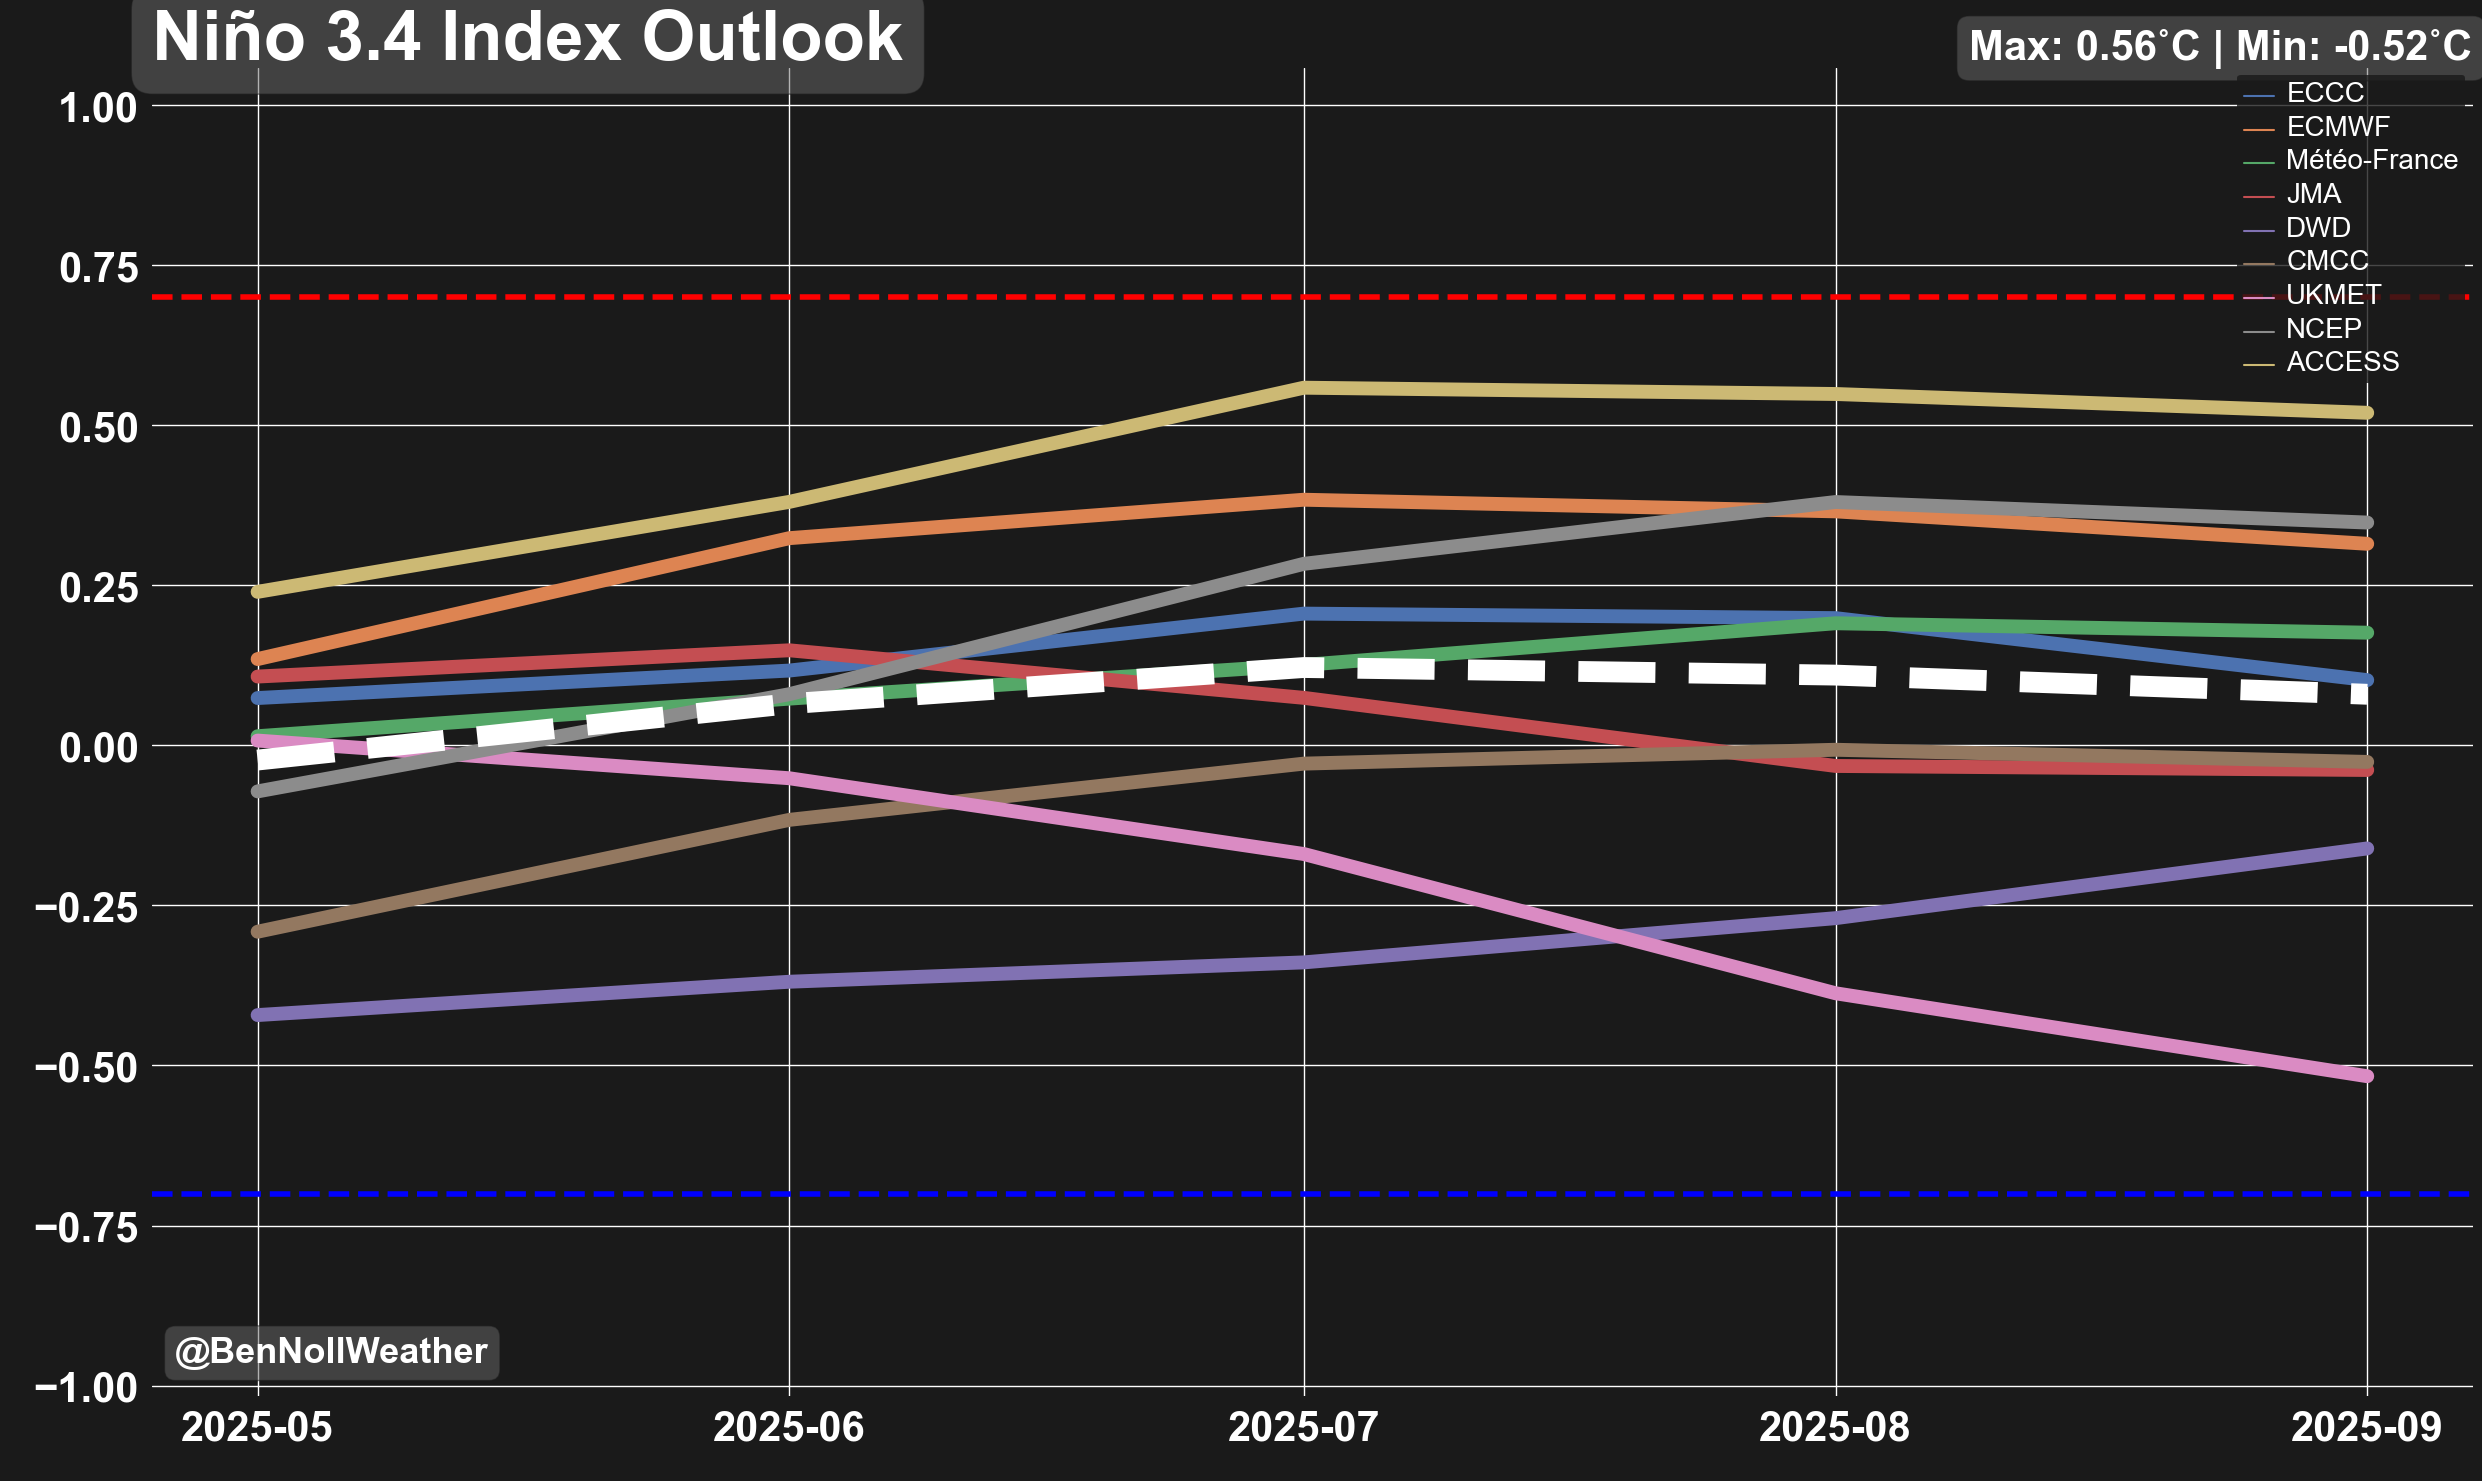 Niño 3.4 Index Outlook
Max: 0.56˚C | Min: -0.52˚C
ECCC
ECMWF
Météo-France
JMA
DWD
CMCC
UKMET
NCEP
ACCESS
1.00
0.75
0.50
0.25
0.00
−0.25
−0.50
−0.75
−1.00
@BenNollWeather
2025-05
2025-06
2025-07
2025-08
2025-09